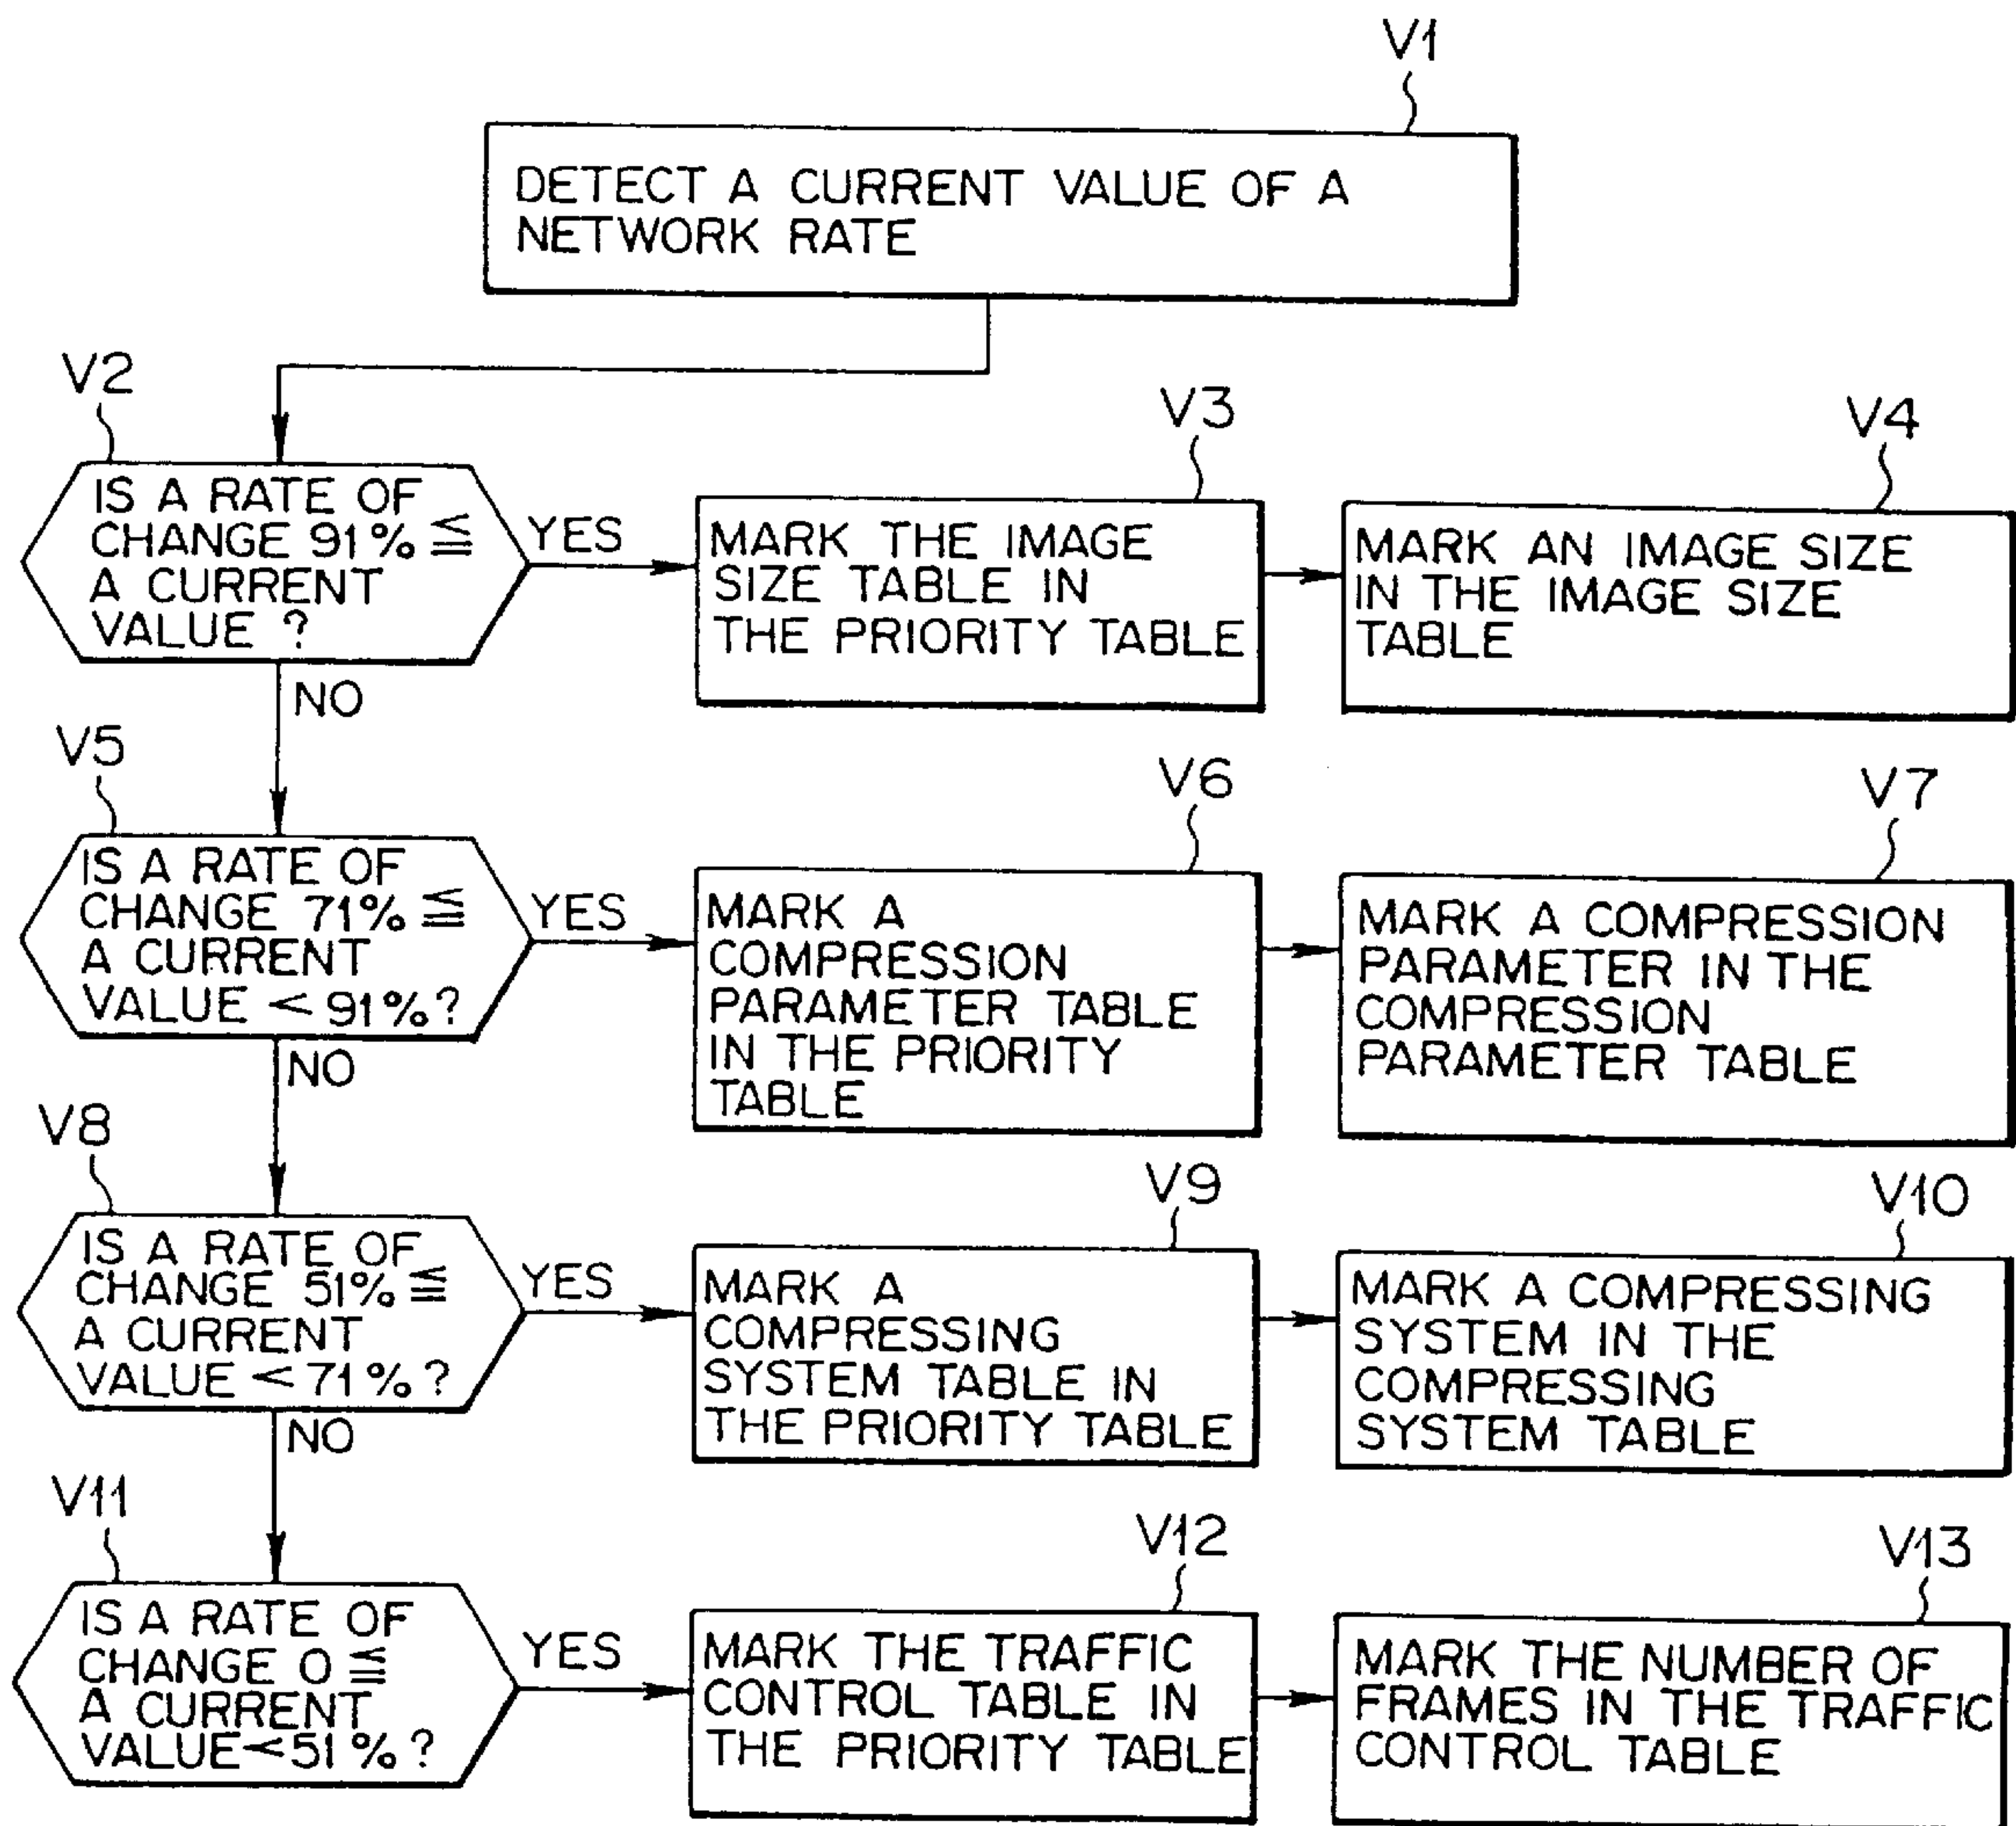 V1
DETECT A CURRENT VALUE OF A
NETWORK RATE
V2
IS A RATE OF
CHANGE 91% ≦
A CURRENT
VALUE ?
YES
NO
V3
MARK THE IMAGE
SIZE TABLE IN
THE PRIORITY TABLE
V4
MARK AN IMAGE SIZE
IN THE IMAGE SIZE
TABLE
V5
IS A RATE OF
CHANGE 71% ≦
A CURRENT
VALUE < 91%?
YES
NO
V6
MARK A
COMPRESSION
PARAMETER TABLE
IN THE PRIORITY
TABLE
V7
MARK A COMPRESSION
PARAMETER IN THE
COMPRESSION
PARAMETER TABLE
V8
IS A RATE OF
CHANGE 51% ≦
A CURRENT
VALUE < 71%?
YES
NO
V9
MARK A
COMPRESSING
SYSTEM TABLE IN
THE PRIORITY TABLE
V10
MARK A COMPRESSING
SYSTEM IN THE
COMPRESSING
SYSTEM TABLE
V11
IS A RATE OF
CHANGE 0 ≦
A CURRENT
VALUE < 51%?
YES
V12
MARK THE TRAFFIC
CONTROL TABLE IN
THE PRIORITY TABLE
V13
MARK THE NUMBER OF
FRAMES IN THE TRAFFIC
CONTROL TABLE